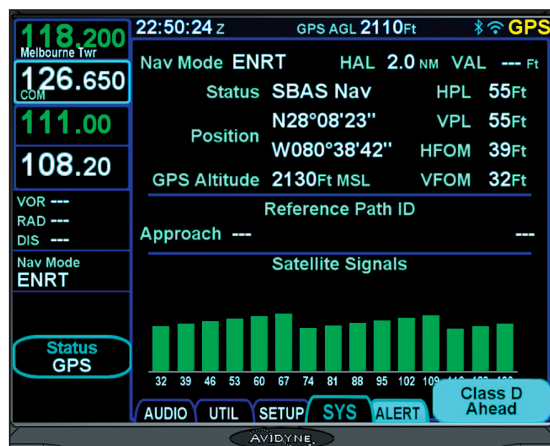 118.200
Melbourne Twr
126.650
COM
111.00
108.20
VOR ---
RAD ---
DIS ---
Nav Mode
ENRT
Status
GPS
22:50:24 Z GPS AGL 2110Ft GPS
Nav Mode ENRT HAL 2.0 NM VAL --- Ft
Status SBAS Nav HPL 55Ft
Position N28°08'23" VPL 55Ft
W080°38'42" HFOM 39Ft
GPS Altitude 2130Ft MSL VFOM 32Ft
Reference Path ID
Approach --- ---
Satellite Signals
32 39 46 53 60 67 74 81 88 95 102 109
AUDIO UTIL SETUP SYS ALERT
Class D
Ahead
AVIDYNE